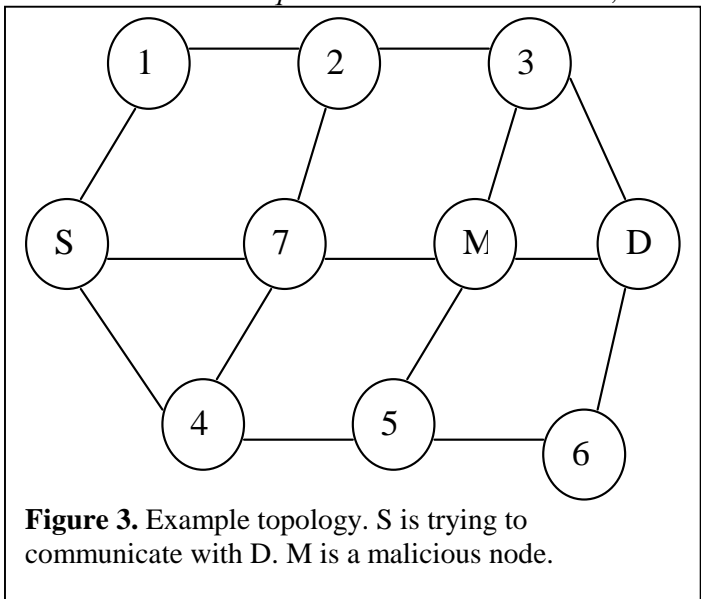 1 2 3
S 7 M D
4 5 6
Figure 3. Example topology. S is trying to
communicate with D. M is a malicious node.